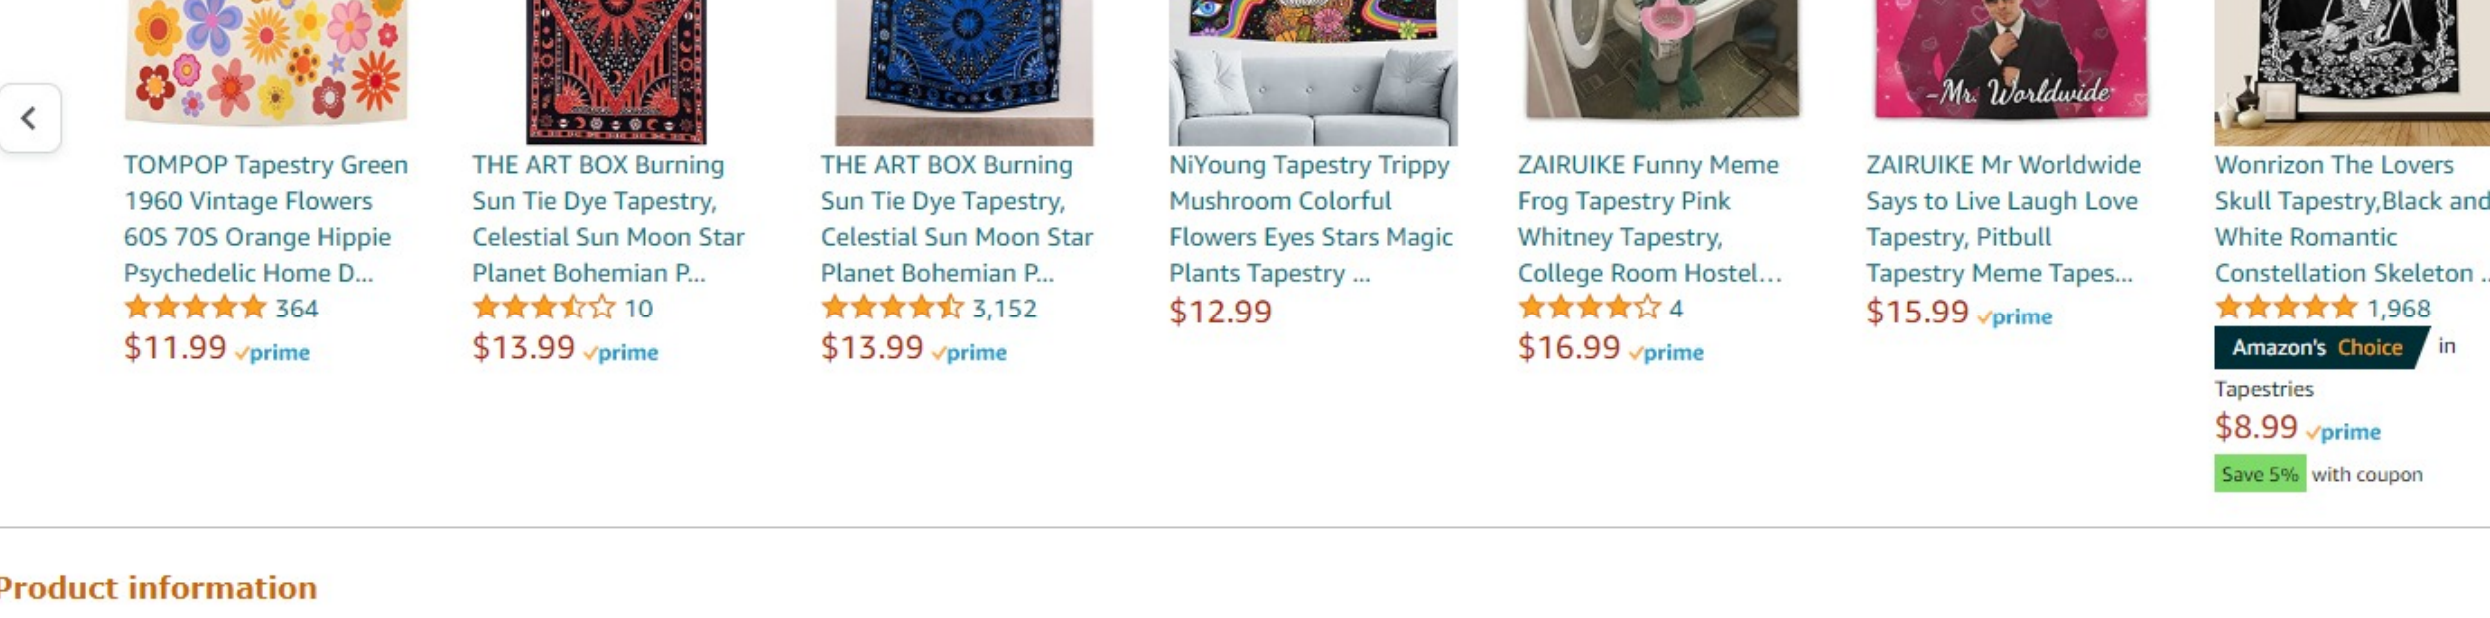 -Mr. Worldwide
TOMPOP Tapestry Green
1960 Vintage Flowers
60S 70S Orange Hippie
Psychedelic Home D...
364
$11.99 prime
THE ART BOX Burning
Sun Tie Dye Tapestry,
Celestial Sun Moon Star
Planet Bohemian P...
10
$13.99 prime
THE ART BOX Burning
Sun Tie Dye Tapestry,
Celestial Sun Moon Star
Planet Bohemian P...
3,152
$13.99 prime
NiYoung Tapestry Trippy
Mushroom Colorful
Flowers Eyes Stars Magic
Plants Tapestry ...
$12.99
ZAIRUIKE Funny Meme
Frog Tapestry Pink
Whitney Tapestry,
College Room Hostel...
4
$16.99 prime
ZAIRUIKE Mr Worldwide
Says to Live Laugh Love
Tapestry, Pitbull
Tapestry Meme Tapes...
$15.99 prime
Wonrizon The Lovers
Skull Tapestry,Black and
White Romantic
Constellation Skeleton ..
1,968
Amazon's Choice in
Tapestries
$8.99 prime
Save 5% with coupon
Product information